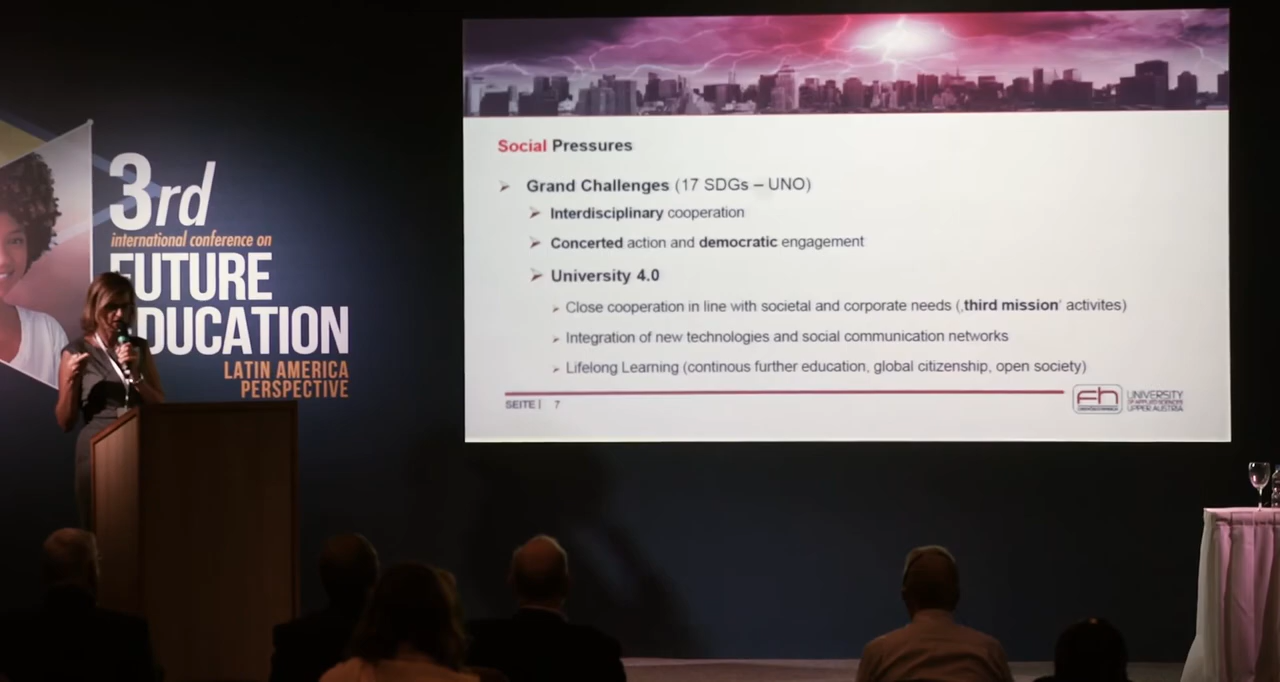 3rd
international conference on
FUTURE
EDUCATION
LATIN AMERICA
PERSPECTIVE
Social Pressures
Grand Challenges (17 SDGs – UNO)
Interdisciplinary cooperation
Concerted action and democratic engagement
University 4.0
Close cooperation in line with societal and corporate needs (‚third mission‘ activites)
Integration of new technologies and social communication networks
Lifelong Learning (continous further education, global citizenship, open society)
SEITE | 7
fh
UNIVERSITY
OF APPLIED SCIENCES
UPPER AUSTRIA